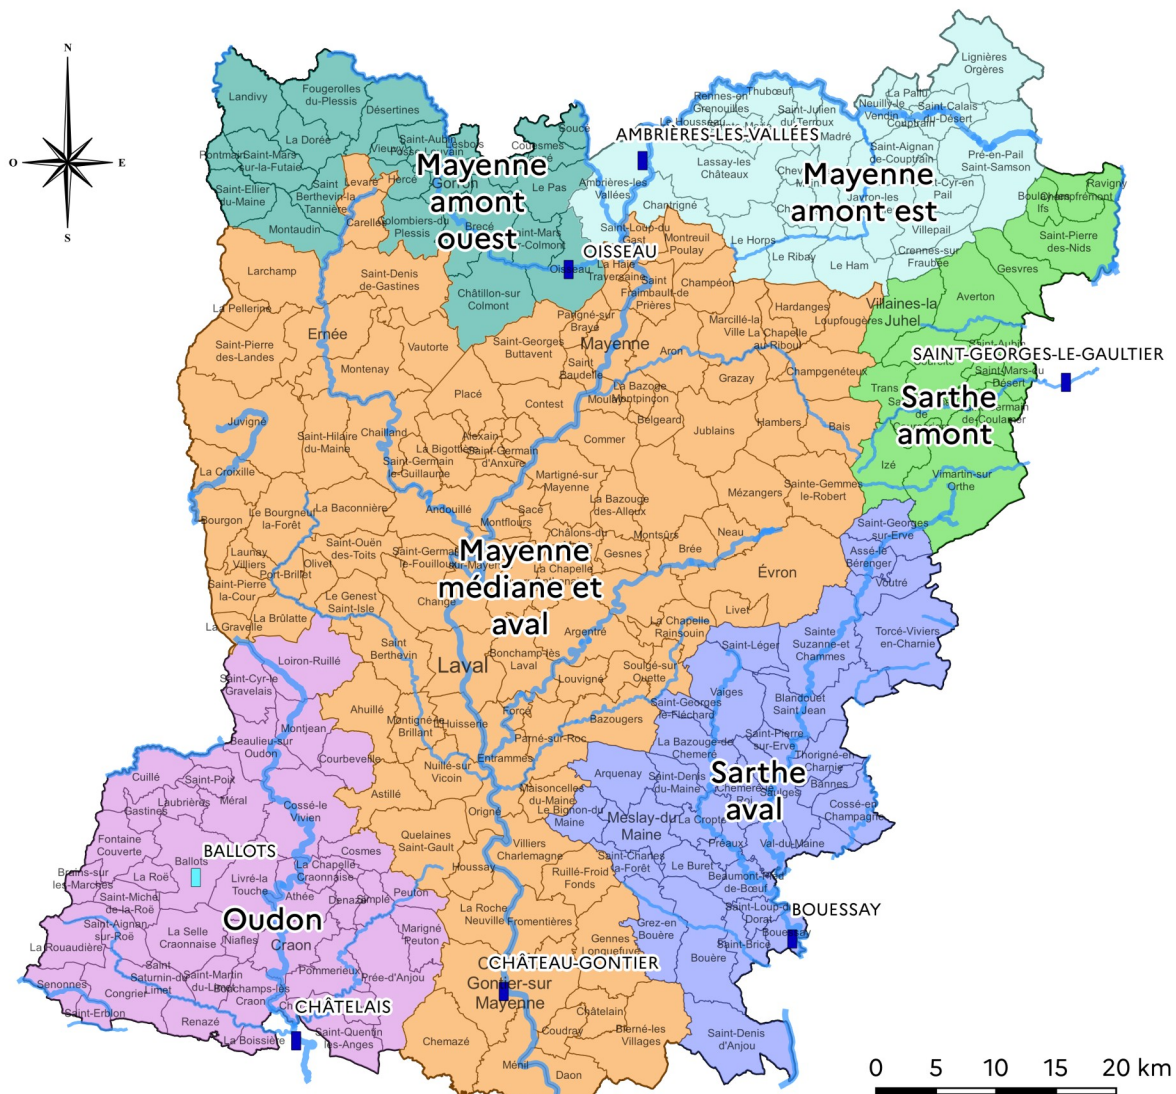 N
O
E
S
Lignières
Orgères
Landivy
Fougerolles
du-Plessis
Désertines
La Dorée
Rennes-en
Grenouilles
Thubœuf
Saint-Julien
du-Terroux
Madré
Neuilly-le
Vendin
La Pallu
Couptrain
Saint-Calais
du-Désert
Soucé
AMBRIÈRES-LES-VALLÉES
Pontmain
Saint-Mars
sur-la-Futaie
Saint-Ellier
du-Maine
Saint
Berthevin-la
Tannière
Levaré
Hercé
Mayenne
amont
ouest
Le Pas
Ambrières-les
Vallées
Lassay-les
Châteaux
Chantrigné
Saint-Aignan
de-Couptrain
Pré-en-Pail
Saint-Samson
Mayenne
amont est
Villepail
Ravigny
Saint-Pierre
des-Nids
Montaudin
Carelles
Colombiers-du
Plessis
Brecé
OISSEAU
Saint-Loup-du
Gast
Montreuil
Poulay
Le Horps
Le Ribay
Le Ham
Crennes-sur
Fraubée
Gesvres
Averton
Larchamp
La Pellerine
Saint-Denis
de-Gastines
Châtillon-sur
Colmont
La Haie
Traversaine
Saint
Fraimbault-de
Prières
Champéon
Hardanges
Loupfougères
Villaines-la
Juhel
Ernée
Vautorte
Saint-Georges
Buttavent
Parigné-sur
Braye
Mayenne
Marcillé-la
Ville
La Chapelle
au-Riboul
Saint-Pierre
des-Landes
Montenay
Saint
Baudelle
Aron
Grazay
Champgenéteux
SAINT-GEORGES-LE-GAULTIER
Saint-Mars-du
Désert
Trans
Sarthe
amont
Placé
Contest
Moulay
La Bazoge
Montpinçon
Belgeard
Jublains
Hambers
Bais
Izé
Vimartin-sur
Orthe
Juvigné
Saint-Hilaire
du-Maine
Chailland
La Bigottière
Alexain
Saint-Germain
d'Anxure
Saint-Germain
le-Guillaume
Commer
Martigné-sur
Mayenne
Sainte-Gemmes
le-Robert
Mézangers
La Croixille
Bourgon
Le Bourgneuf
la-Forêt
La Baconnière
Andouillé
Montflours
Sacé
La Bazouge
des-Alleux
Saint-Georges
sur-Erve
Launay
Villiers
Port-Brillet
Olivet
Saint-Ouën
des-Toits
Mayenne
médiane et
aval
Châlons-du
Gesnes
Montsûrs
Brée
Neau
Évron
Assé-le
Bérenger
Voutré
Saint-Pierre
la-Cour
La Brûlatte
La Gravelle
Le Genest
Saint-Isle
Changé
Saint
Berthevin
Laval
Argentré
Bonchamp-lès
Laval
Louvigné
La Chapelle
Rainsouin
Livet
Soulgé-sur
Ouette
Saint-Léger
Sainte
Suzanne-et
Chammes
Torcé-Viviers
en-Charnie
Loiron-Ruillé
Saint-Cyr-le
Gravelais
Ahuillé
Montigné-le
Brillant
L'Huisserie
Forcé
Parné-sur-Roc
Bazougers
Saint-Georges
le-Fléchard
Vaiges
Blandouet
Saint Jean
Montjean
Beaulieu-sur
Oudon
Courbeveille
Nuillé-sur
Vicoin
Entrammes
La Bazouge-de
Chemeré
Saint-Pierre
sur-Erve
Thorigné-en
Charnie
Bannes
Cossé-en
Champagne
Cuillé
Saint-Poix
Gastines
Laubrières
Méral
Cossé-le
Vivien
Astillé
Origné
Maisoncelles
du-Maine
Le Bignon-du
Maine
Arquenay
Saint-Denis
du-Maine
Sarthe
aval
Meslay-du
Maine
La Cropte
Préaux
Val-du-Maine
Fontaine
Couverte
BALLOTS
Ballots
La Roë
Brains-sur
les-Marches
Cosmes
Quelaines
Saint-Gault
Villiers
Charlemagne
Houssay
Ruillé-Froid
Fonds
Saint-Charles
la-Forêt
Le Buret
Beaumont-Pied
de-Bœuf
Saint-Michel
de-la-Roë
Livré-la
Touche
La Chapelle
Craonnaise
Athée
Denazé
Simplé
Peuton
Oudon
Saint-Aignan
sur-Roë
La Rouaudière
La Selle
Craonnaise
Niafles
Craon
Marigné
Peuton
La Roche
Neuville
Fromentières
Gennes
Longuefuye
Grez-en
Bouère
Bouère
Saint-Loup-du
Dorat
Saint-Brice
BOUESSAY
Bouessay
Senonnes
Saint-Erblon
Congrier
Saint
Saturnin-du
Limet
Saint-Martin
du-Limet
Bouchamps-lès
Craon
Pommerieux
Prée-d'Anjou
CHÂTEAU-GONTIER
Gontier-sur
Mayenne
Renazé
La Boissière
CHÂTELAIS
Saint-Quentin
les-Anges
Chemazé
Coudray
Châtelain
Bierné-les
Villages
Saint-Denis
d'Anjou
Ménil
Daon
0 5 10 15 20 km